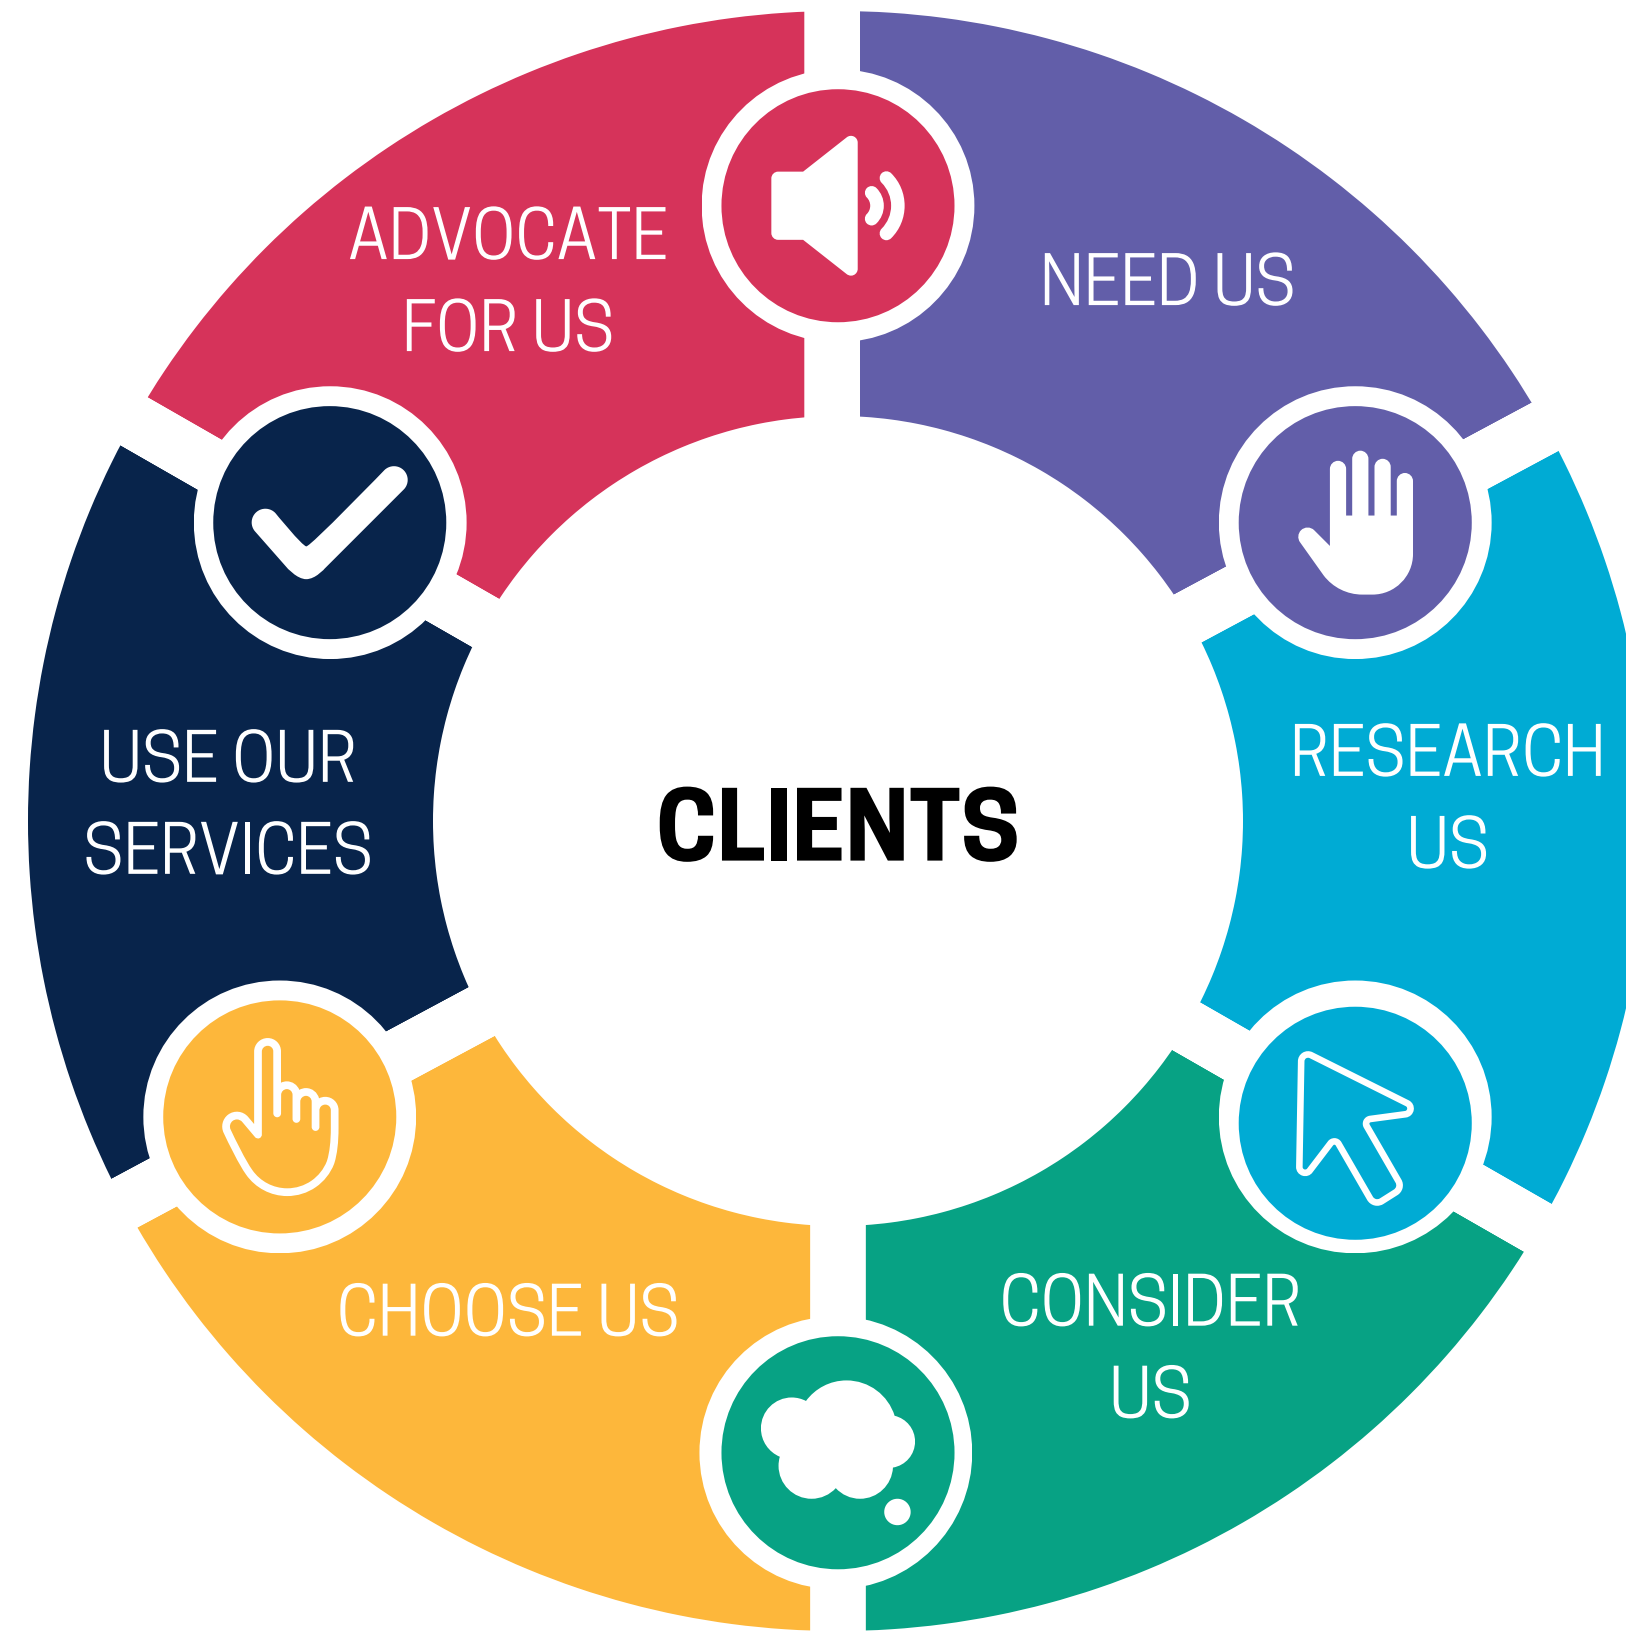 ADVOCATE
FOR US
NEED US
RESEARCH
US
CONSIDER
US
CHOOSE US
USE OUR
SERVICES
CLIENTS